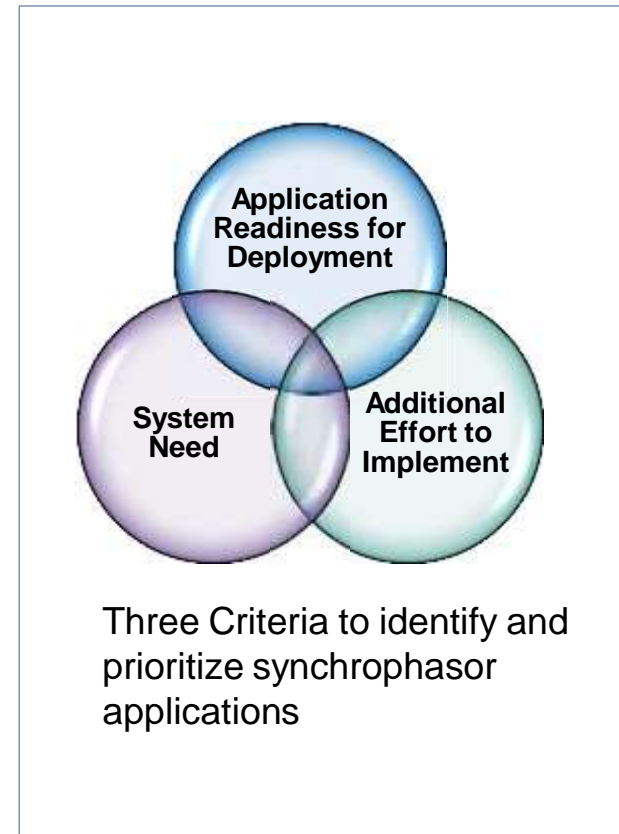 Application
Readiness for
Deployment
System
Need
Additional
Effort to
Implement
Three Criteria to identify and
prioritize synchrophasor
applications